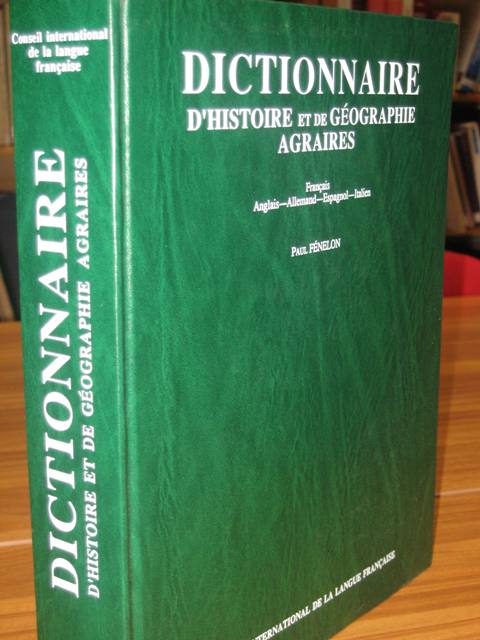 Conseil international
de la langue
française
DICTIONNAIRE
D'HISTOIRE ET DE GÉOGRAPHIE AGRAIRES
DICTIONNAIRE
D'HISTOIRE ET DE GÉOGRAPHIE
AGRAIRES
Français
Anglais—Allemand—Espagnol—Italien
PAUL FÉNELON
INTERNATIONAL DE LA LANGUE FRANÇAISE